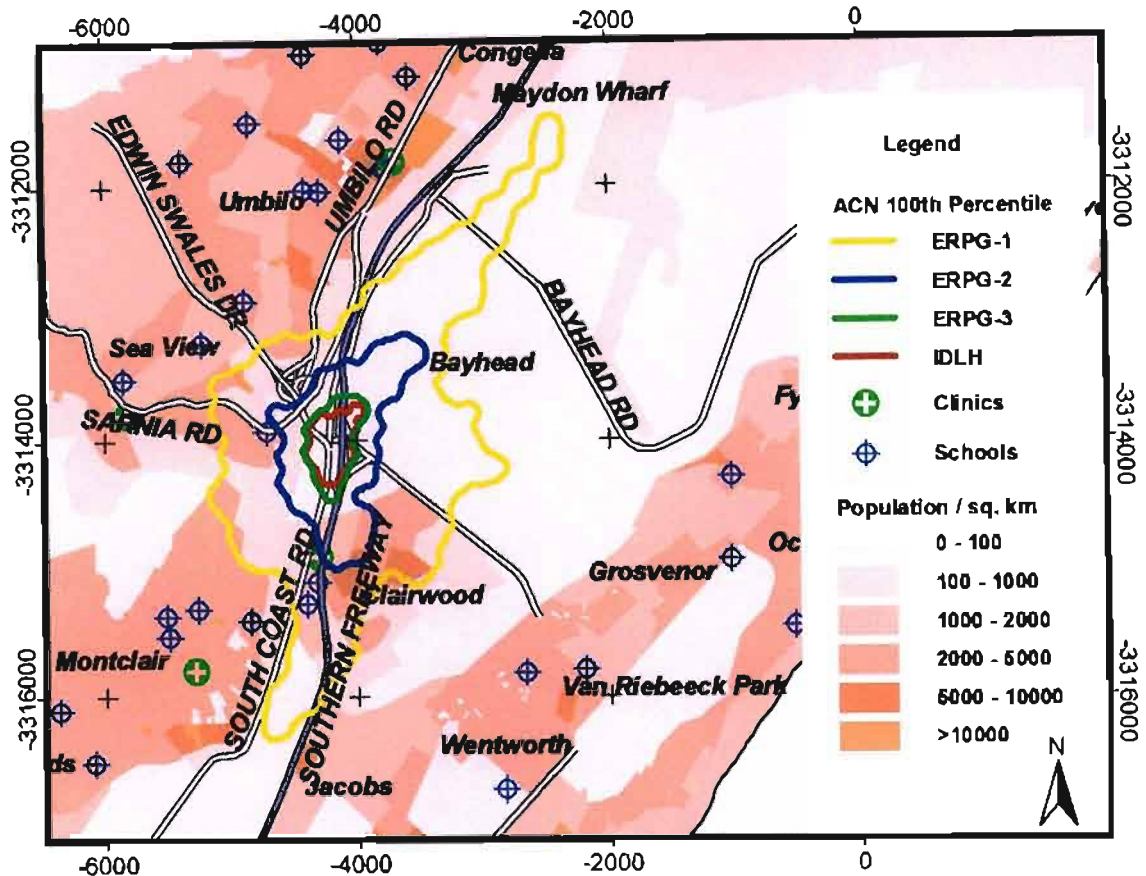 -6000
-4000
-2000
0
-3312000
-3314000
-3316000
-3312000
-3314000
-3316000
Congella
Maydon Wharf
EDWIN SWALES DR
UMBILO RD
Umbilo
BAYHEAD RD
Sea View
Bayhead
SARNIA RD
Fy
Oc
Grosvenor
Clairwood
SOUTH COAST RD
SOUTHERN FREEWAY
Montclair
Van Riebeeck Park
Wentworth
ds
Jacobs
Legend
ACN 100th Percentile
ERPG-1
ERPG-2
ERPG-3
IDLH
Clinics
Schools
Population / sq. km
0 - 100
100 - 1000
1000 - 2000
2000 - 5000
5000 - 10000
>10000
N
-6000
-4000
-2000
0